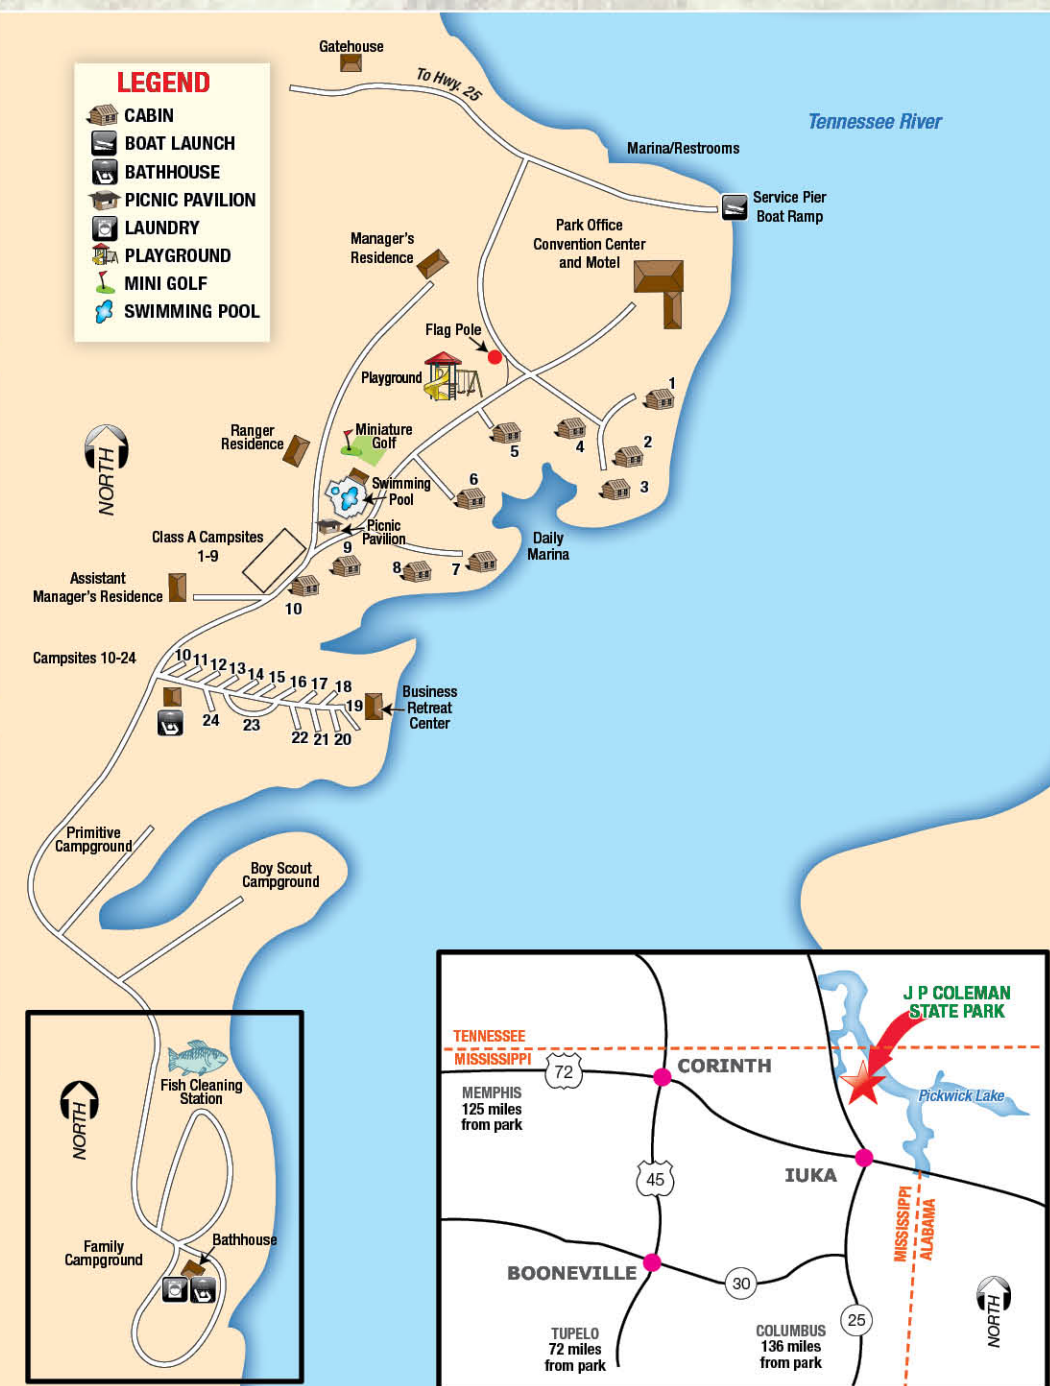 Gatehouse
To Hwy. 25
LEGEND
CABIN
BOAT LAUNCH
BATHHOUSE
PICNIC PAVILION
LAUNDRY
PLAYGROUND
MINI GOLF
SWIMMING POOL
Tennessee River
Marina/Restrooms
Service Pier
Boat Ramp
Park Office
Convention Center
and Motel
Manager's
Residence
Flag Pole
Playground
1
2
3
4
5
6
Ranger
Residence
Miniature
Golf
Swimming
Pool
NORTH
Picnic
Pavilion
Daily
Marina
Class A Campsites
1-9
9
8
7
10
Assistant
Manager's Residence
Campsites 10-24
10
11
12
13
14
15
16
17
18
19
24
23
22
21
20
Business
Retreat
Center
Primitive
Campground
Boy Scout
Campground
Fish Cleaning
Station
NORTH
Family
Campground
Bathhouse
J P COLEMAN
STATE PARK
TENNESSEE
MISSISSIPPI
72
CORINTH
MEMPHIS
125 miles
from park
Pickwick Lake
45
IUKA
MISSISSIPPI
ALABAMA
BOONEVILLE
30
25
TUPELO
72 miles
from park
COLUMBUS
136 miles
from park
NORTH